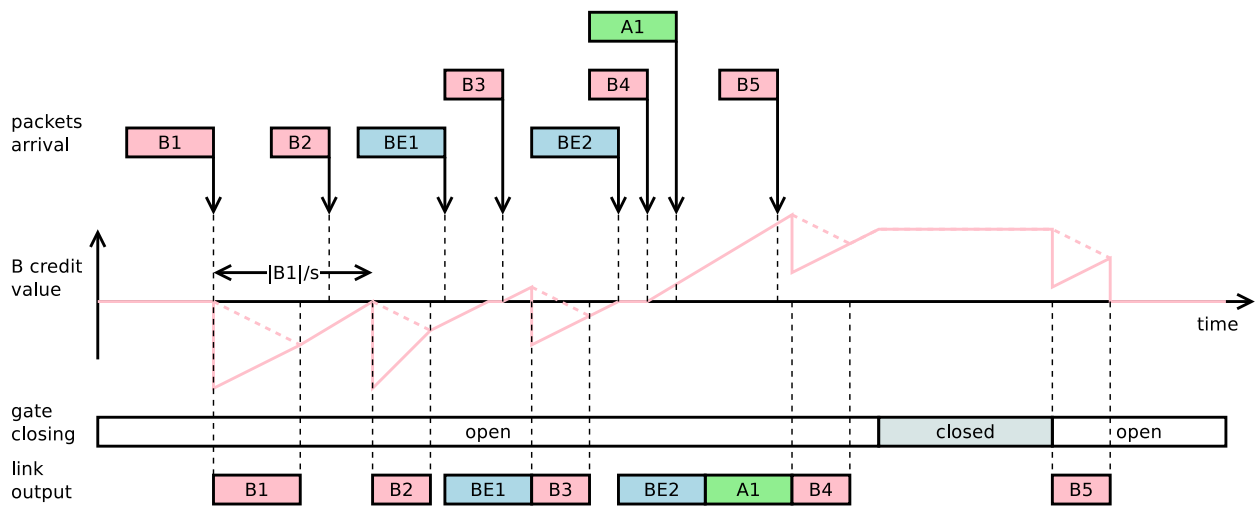 A1
B3
B4
B5
packets
arrival
B1
B2
BE1
BE2
B credit
value
|B1|/s
time
gate
closing
open
closed
open
link
output
B1
B2
BE1
B3
BE2
A1
B4
B5